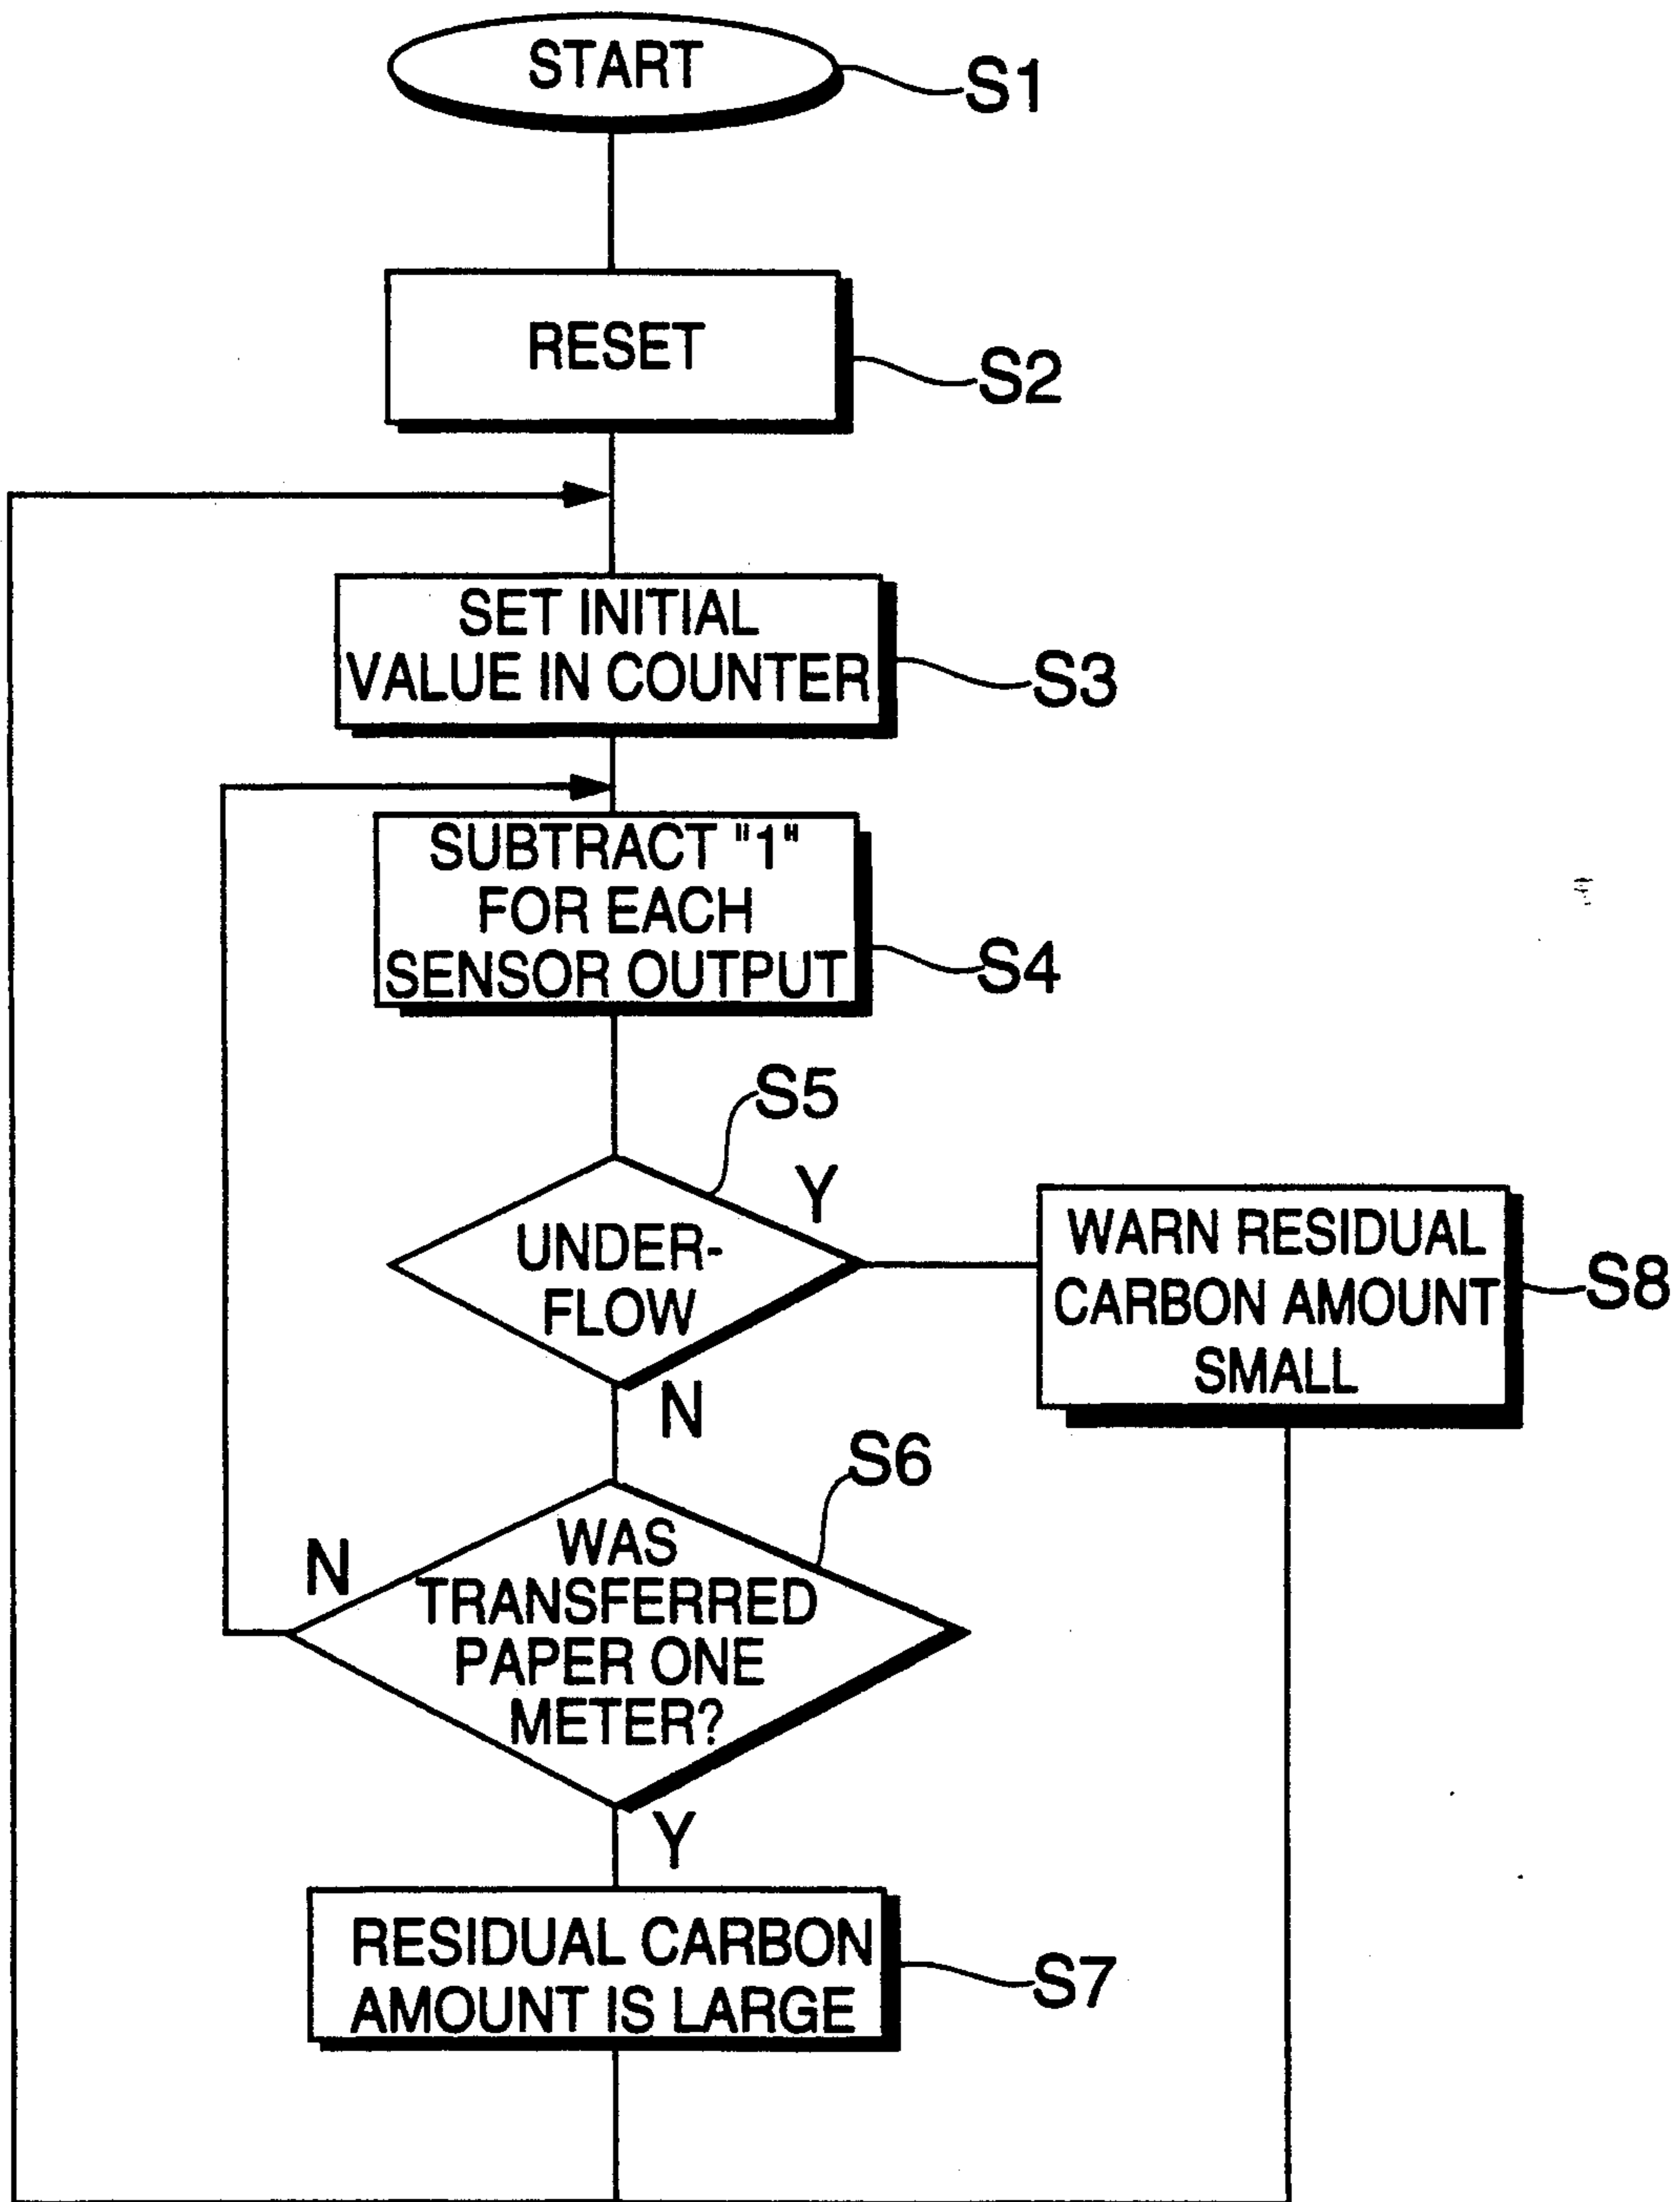 START
S1
RESET
S2
SET INITIAL
VALUE IN COUNTER
S3
SUBTRACT "1"
FOR EACH
SENSOR OUTPUT
S4
S5
Y
UNDER-
FLOW
N
WARN RESIDUAL
CARBON AMOUNT
SMALL
S8
S6
N
WAS
TRANSFERRED
PAPER ONE
METER?
Y
RESIDUAL CARBON
AMOUNT IS LARGE
S7